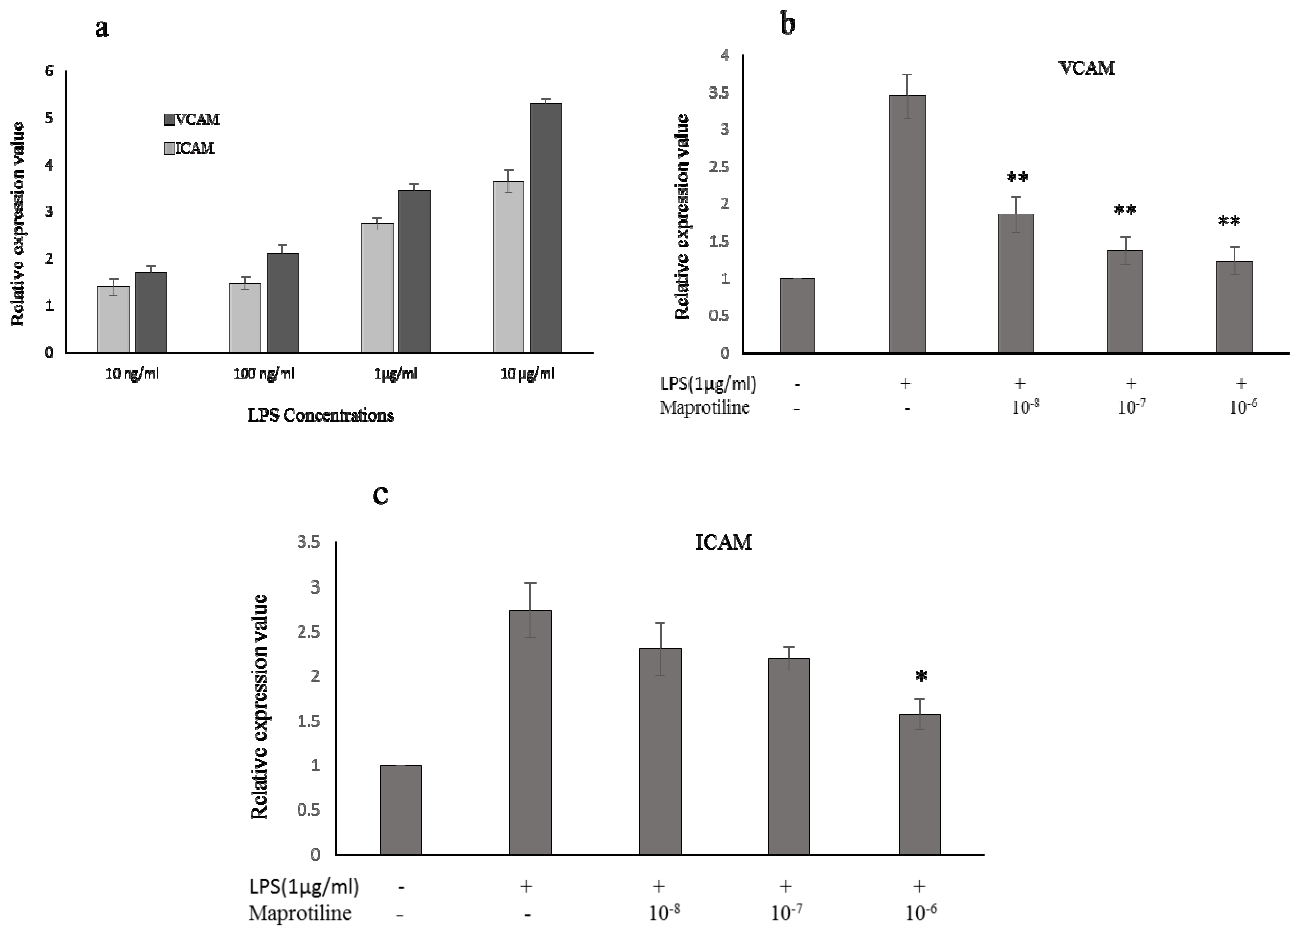 a
6
5
4
3
2
1
0
Relative expression value
VCAM
ICAM
10 ng/ml 100 ng/ml 1µg/ml 10 µg/ml
LPS Concentrations
b
VCAM
4
3.5
3
2.5
2
1.5
1
0.5
0
Relative expression value
**
**
**
LPS(1µg/ml) - + + + +
Maprotiline - - 10⁻⁸ 10⁻⁷ 10⁻⁶
c
ICAM
3.5
3
2.5
2
1.5
1
0.5
0
Relative expression value
*
LPS(1µg/ml) - + + + +
Maprotiline - - 10⁻⁸ 10⁻⁷ 10⁻⁶